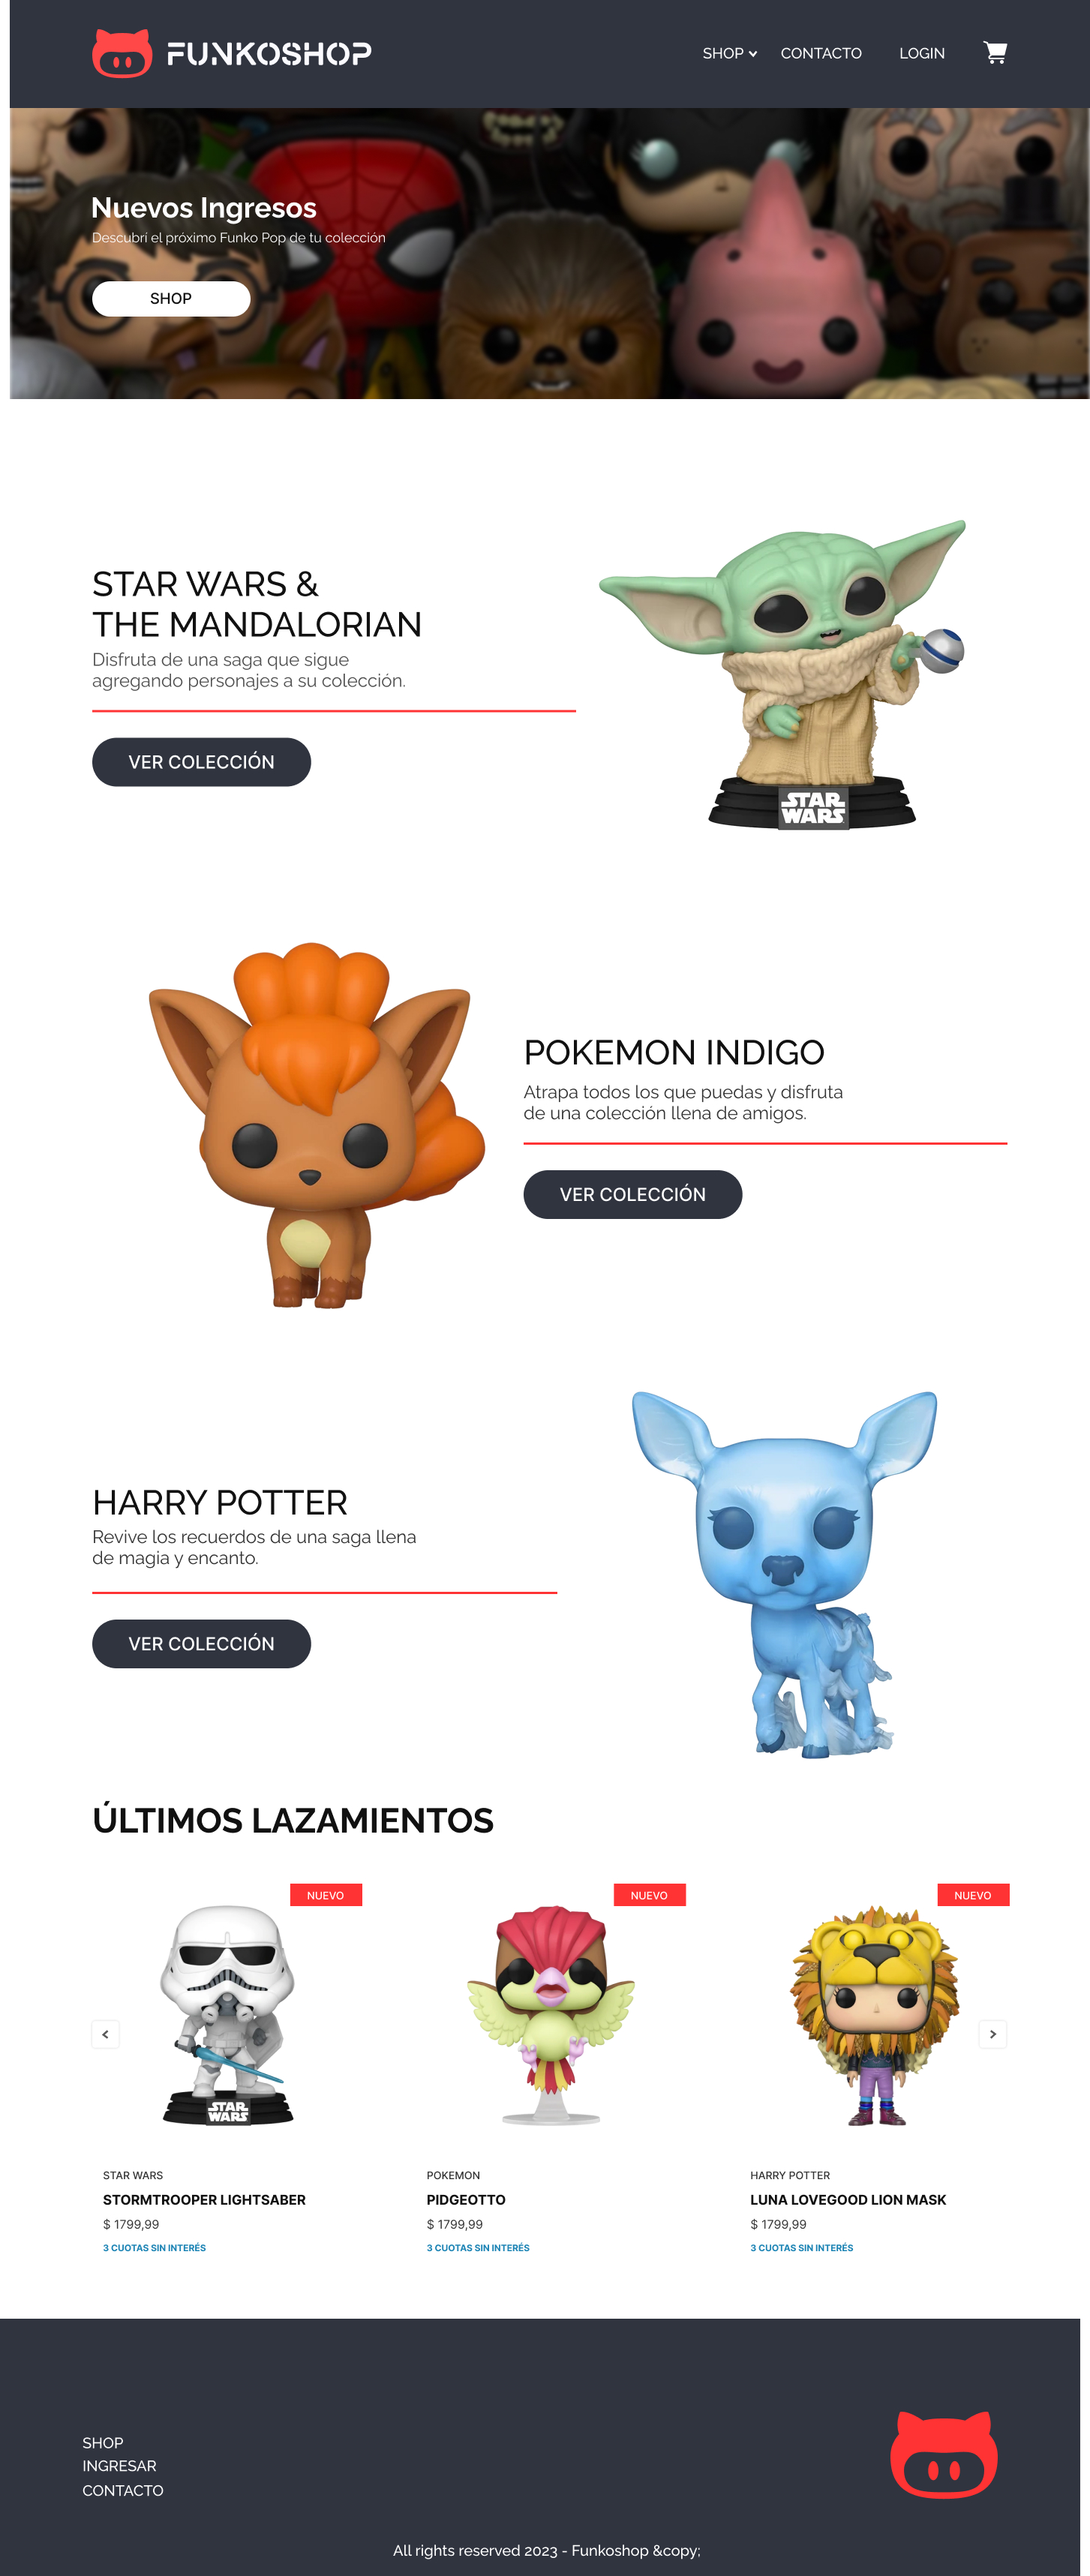 FUNKOSHOP
SHOP
CONTACTO
LOGIN
Nuevos Ingresos
Descubrí el próximo Funko Pop de tu colección
SHOP
STAR WARS &
THE MANDALORIAN
Disfruta de una saga que sigue
agregando personajes a su colección.
VER COLECCIÓN
STAR
WARS
POKEMON INDIGO
Atrapa todos los que puedas y disfruta
de una colección llena de amigos.
VER COLECCIÓN
HARRY POTTER
Revive los recuerdos de una saga llena
de magia y encanto.
VER COLECCIÓN
ÚLTIMOS LAZAMIENTOS
NUEVO
STAR
WARS
STAR WARS
STORMTROOPER LIGHTSABER
$ 1799,99
3 CUOTAS SIN INTERÉS
NUEVO
POKEMON
PIDGEOTTO
$ 1799,99
3 CUOTAS SIN INTERÉS
NUEVO
HARRY POTTER
LUNA LOVEGOOD LION MASK
$ 1799,99
3 CUOTAS SIN INTERÉS
SHOP
INGRESAR
CONTACTO
All rights reserved 2023 - Funkoshop &copy;